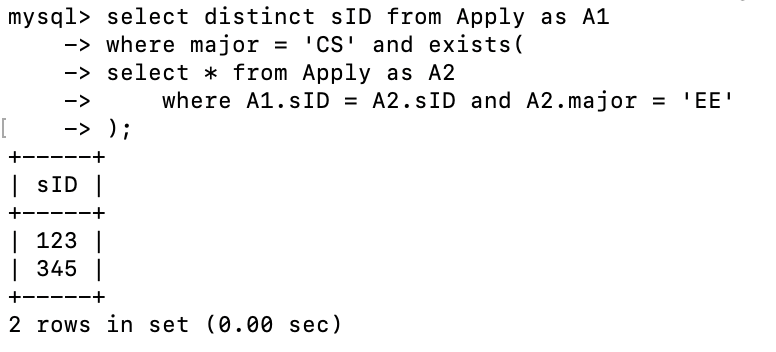 mysql> select distinct sID from Apply as A1
    -> where major = 'CS' and exists(
    -> select * from Apply as A2
    ->     where A1.sID = A2.sID and A2.major = 'EE'
[    -> );
+-----+
| sID |
+-----+
| 123 |
| 345 |
+-----+
2 rows in set (0.00 sec)